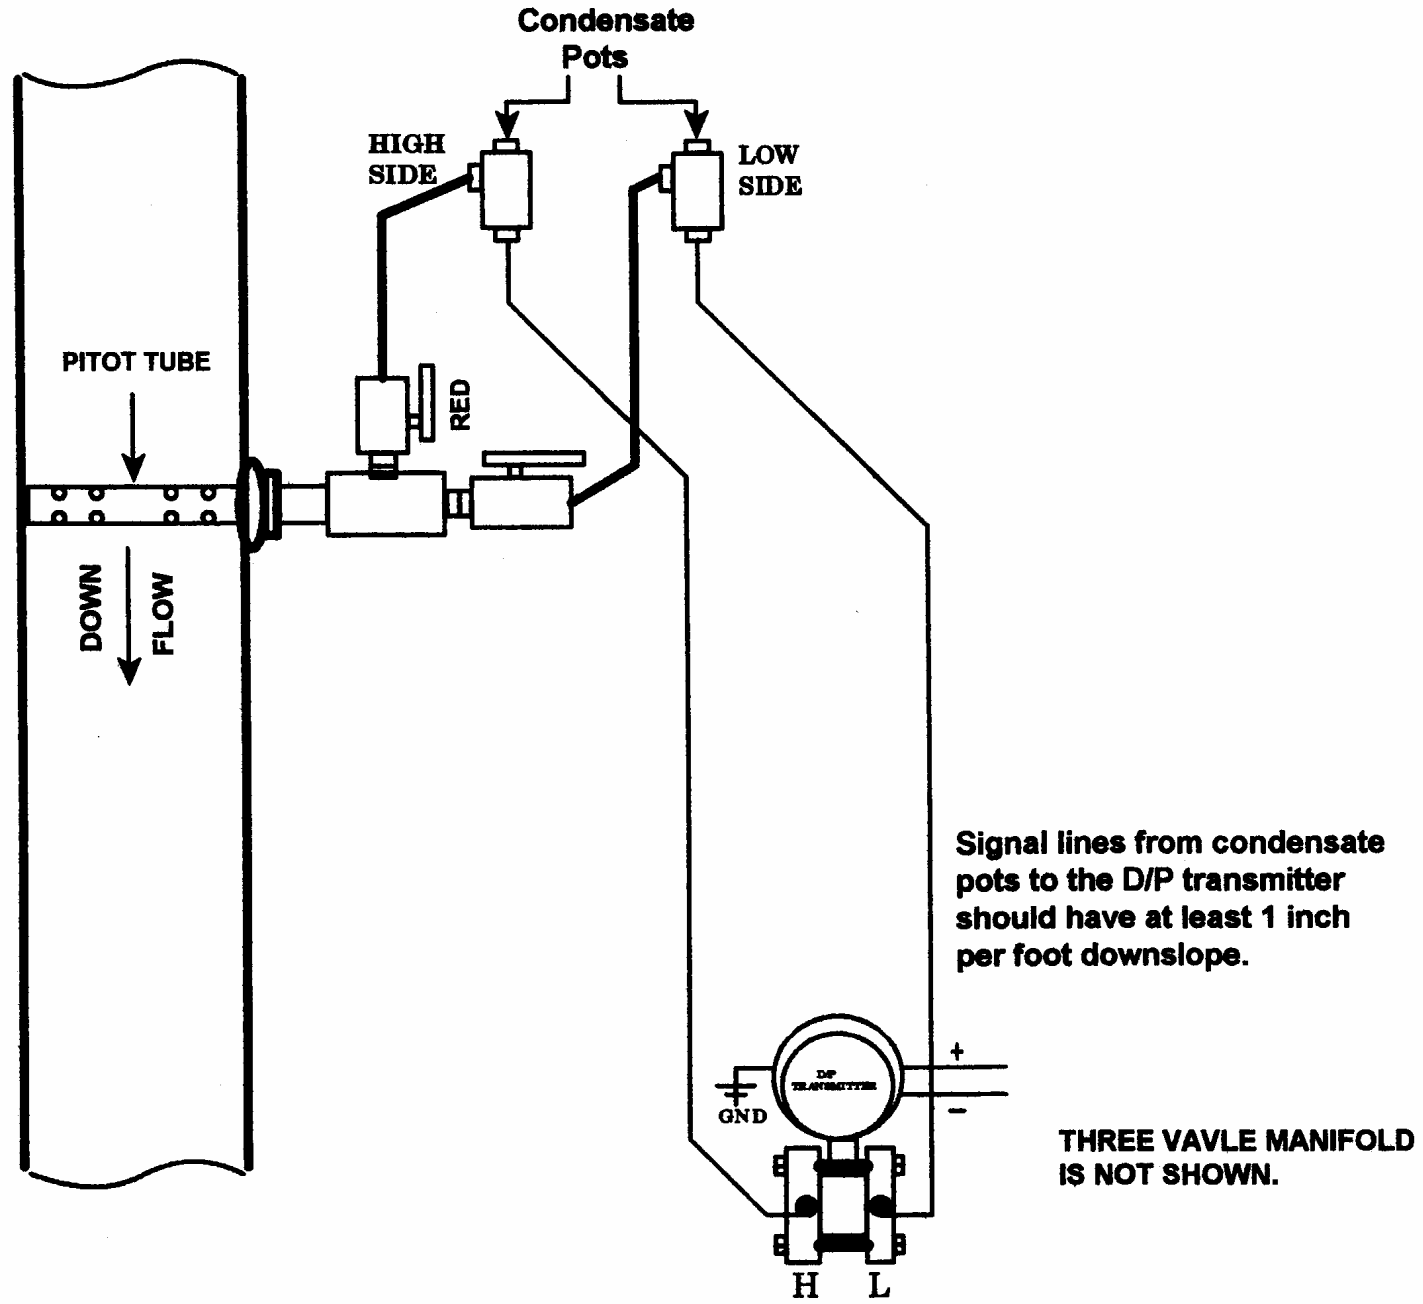 Condensate
Pots
HIGH
SIDE
LOW
SIDE
PITOT TUBE
RED
DOWN
FLOW
Signal lines from condensate
pots to the D/P transmitter
should have at least 1 inch
per foot downslope.
D/P
TRANSMITTER
+
−
GND
THREE VAVLE MANIFOLD
IS NOT SHOWN.
H L